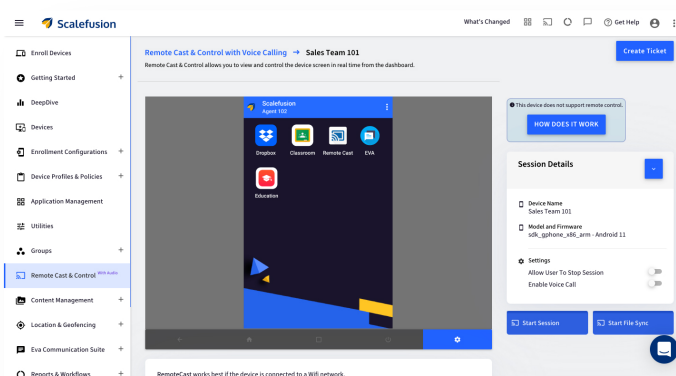 Scalefusion
What's Changed
Get Help
Enroll Devices
Getting Started
DeepDive
Devices
Enrollment Configurations
Device Profiles & Policies
Application Management
Utilities
Groups
Remote Cast & Control With Audio
Content Management
Location & Geofencing
Eva Communication Suite
Reports & Workflows
Remote Cast & Control with Voice Calling → Sales Team 101
Remote Cast & Control allows you to view and control the device screen in real time from the dashboard.
Create Ticket
Scalefusion
Agent 102
Dropbox
Classroom
Remote Cast
EVA
Education
RemoteCast works best if the device is connected to a Wifi network.
This device does not support remote control.
HOW DOES IT WORK
Session Details
Device Name
Sales Team 101
Model and Firmware
sdk_gphone_x86_arm - Android 11
Settings
Allow User To Stop Session
Enable Voice Call
Start Session
Start File Sync